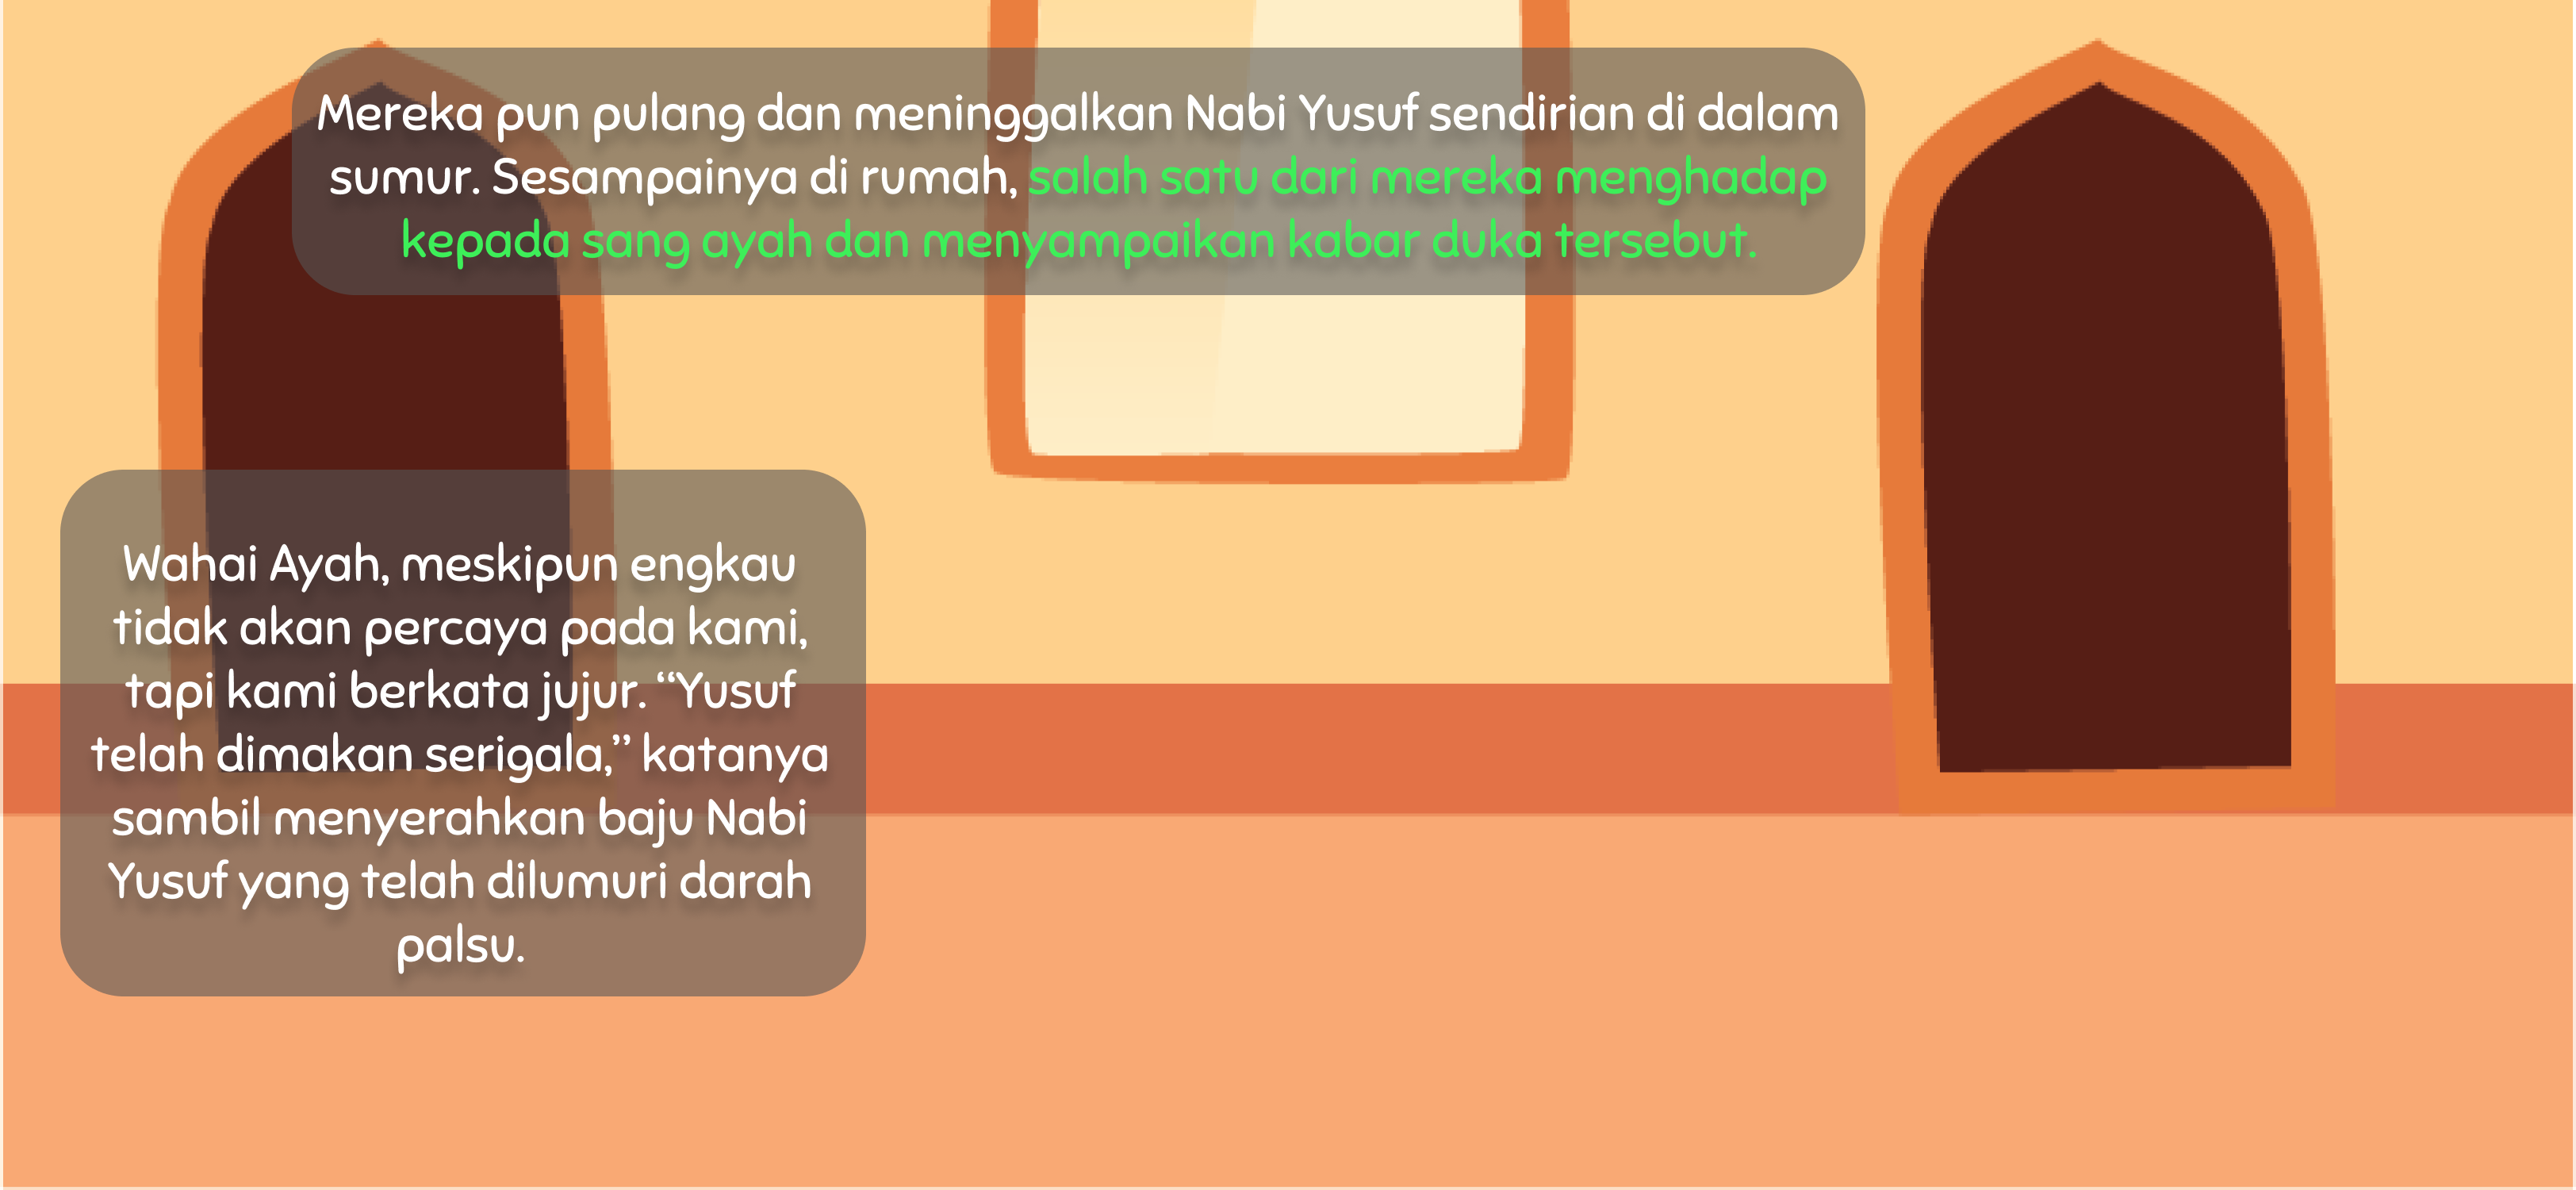 Mereka pun pulang dan meninggalkan Nabi Yusuf sendirian di dalam
sumur. Sesampainya di rumah, salah satu dari mereka menghadap
kepada sang ayah dan menyampaikan kabar duka tersebut.
Wahai Ayah, meskipun engkau
tidak akan percaya pada kami,
tapi kami berkata jujur. “Yusuf
telah dimakan serigala,” katanya
sambil menyerahkan baju Nabi
Yusuf yang telah dilumuri darah
palsu.